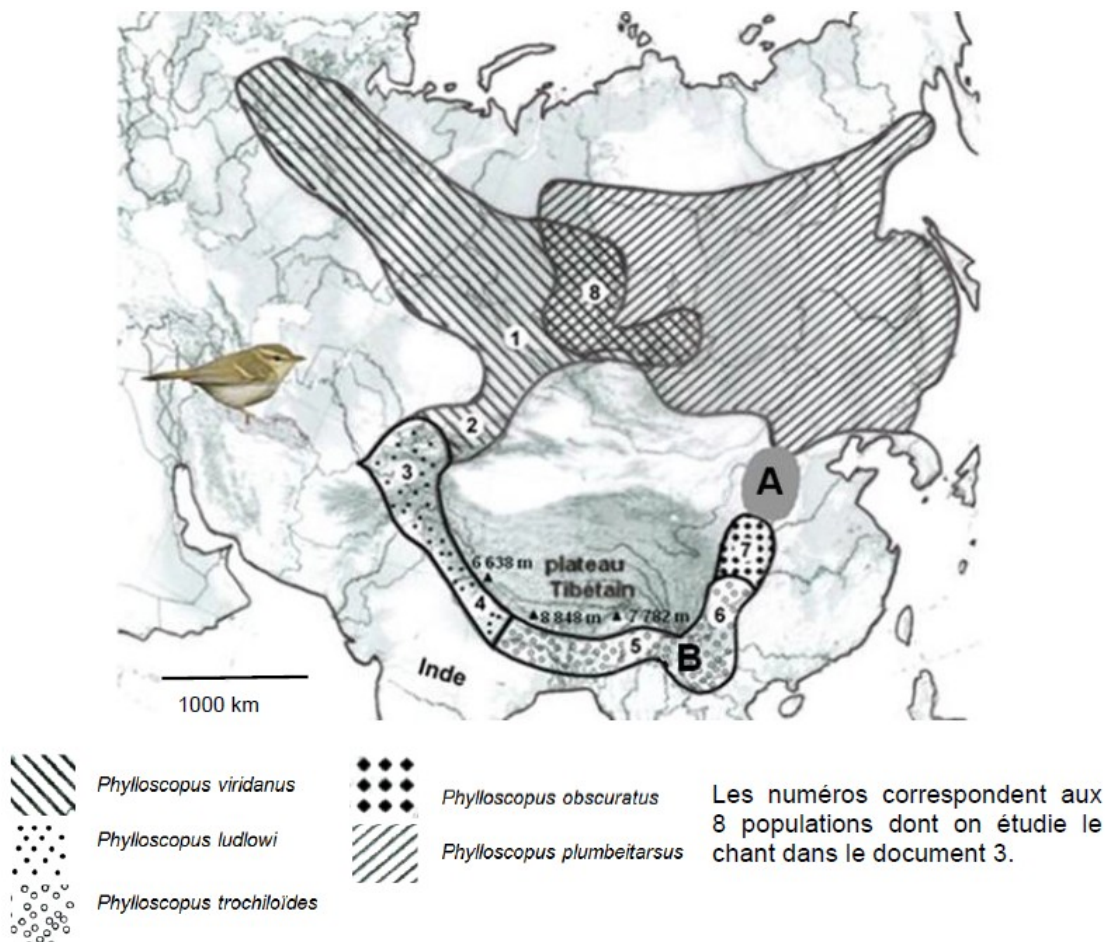 8
1
2
3
A
7
6 638 m
plateau
Tibétain
4
8 848 m
7 782 m
6
5
B
Inde
1000 km
Phylloscopus viridanus
Phylloscopus ludlowi
Phylloscopus trochiloïdes
Phylloscopus obscuratus
Phylloscopus plumbeitarsus
Les numéros correspondent aux
8 populations dont on étudie le
chant dans le document 3.